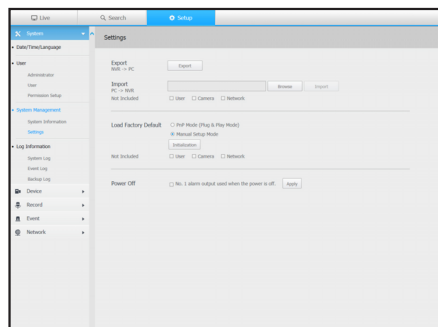 Live
Search
Setup
System
Settings
Date/Time/Language
User
Administrator
User
Permission Setup
System Management
System Information
Settings
Log Information
System Log
Event Log
Backup Log
Device
Record
Event
Network
Export
NVR -> PC
Export
Import
PC -> NVR
Browse
Import
Not Included
User
Camera
Network
Load Factory Default
PnP Mode (Plug & Play Mode)
Manual Setup Mode
Initialization
Not Included
User
Camera
Network
Power Off
No. 1 alarm output used when the power is off.
Apply